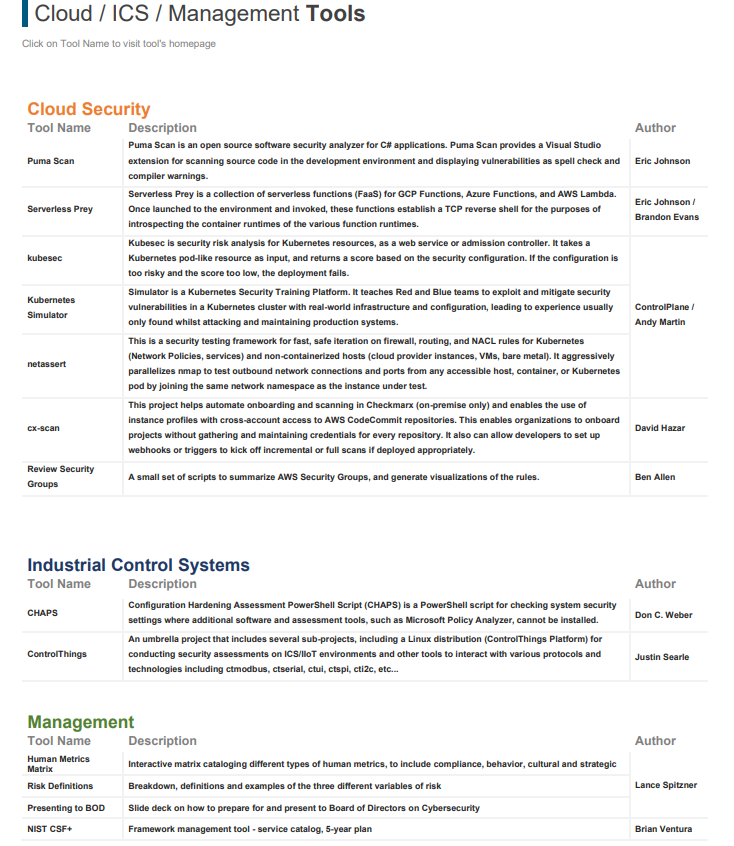 Cloud / ICS / Management Tools
Click on Tool Name to visit tool's homepage
Cloud Security
Tool Name Description Author
Puma Scan
Puma Scan is an open source software security analyzer for C# applications. Puma Scan provides a Visual Studio
extension for scanning source code in the development environment and displaying vulnerabilities as spell check and
compiler warnings.
Eric Johnson
Serverless Prey
Serverless Prey is a collection of serverless functions (FaaS) for GCP Functions, Azure Functions, and AWS Lambda.
Once launched to the environment and invoked, these functions establish a TCP reverse shell for the purposes of
introspecting the container runtimes of the various function runtimes.
Eric Johnson /
Brandon Evans
kubesec
Kubesec is security risk analysis for Kubernetes resources, as a web service or admission controller. It takes a
Kubernetes pod-like resource as input, and returns a score based on the security configuration. If the configuration is
too risky and the score too low, the deployment fails.
Kubernetes
Simulator
Simulator is a Kubernetes Security Training Platform. It teaches Red and Blue teams to exploit and mitigate security
vulnerabilities in a Kubernetes cluster with real-world infrastructure and configuration, leading to experience usually
only found whilst attacking and maintaining production systems.
ControlPlane /
Andy Martin
netassert
This is a security testing framework for fast, safe iteration on firewall, routing, and NACL rules for Kubernetes
(Network Policies, services) and non-containerized hosts (cloud provider instances, VMs, bare metal). It aggressively
parallelizes nmap to test outbound network connections and ports from any accessible host, container, or Kubernetes
pod by joining the same network namespace as the instance under test.
cx-scan
This project helps automate onboarding and scanning in Checkmarx (on-premise only) and enables the use of
instance profiles with cross-account access to AWS CodeCommit repositories. This enables organizations to onboard
projects without gathering and maintaining credentials for every repository. It also can allow developers to set up
webhooks or triggers to kick off incremental or full scans if deployed appropriately.
David Hazar
Review Security
Groups
A small set of scripts to summarize AWS Security Groups, and generate visualizations of the rules.
Ben Allen
Industrial Control Systems
Tool Name Description Author
CHAPS
Configuration Hardening Assessment PowerShell Script (CHAPS) is a PowerShell script for checking system security
settings where additional software and assessment tools, such as Microsoft Policy Analyzer, cannot be installed.
Don C. Weber
ControlThings
An umbrella project that includes several sub-projects, including a Linux distribution (ControlThings Platform) for
conducting security assessments on ICS/IIoT environments and other tools to interact with various protocols and
technologies including ctmodbus, ctserial, ctui, ctspi, cti2c, etc...
Justin Searle
Management
Tool Name Description Author
Human Metrics
Matrix
Interactive matrix cataloging different types of human metrics, to include compliance, behavior, cultural and strategic
Risk Definitions Breakdown, definitions and examples of the three different variables of risk
Lance Spitzner
Presenting to BOD Slide deck on how to prepare for and present to Board of Directors on Cybersecurity
NIST CSF+ Framework management tool - service catalog, 5-year plan Brian Ventura